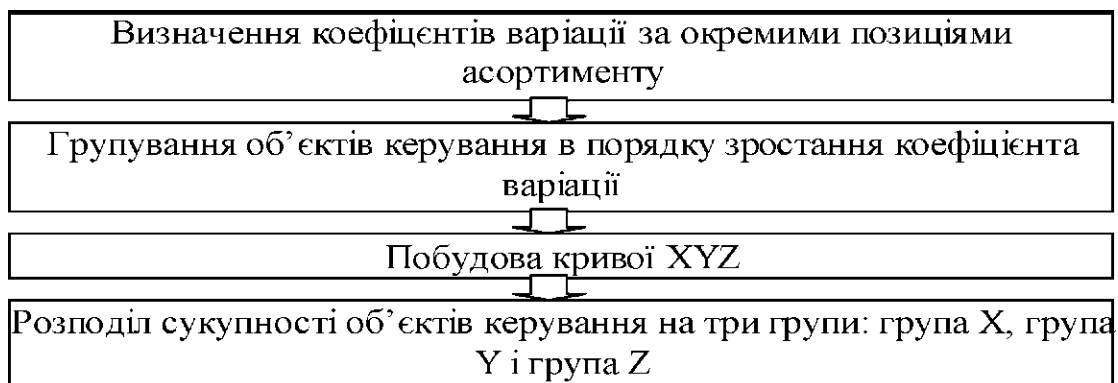 Визначення коефіцєнтів варіації за окремими позиціями
асортименту
Групування об’єктів керування в порядку зростання коефіцієнта
варіації
Побудова кривої XYZ
Розподіл сукупності об’єктів керування на три групи: група X, група
Y і група Z